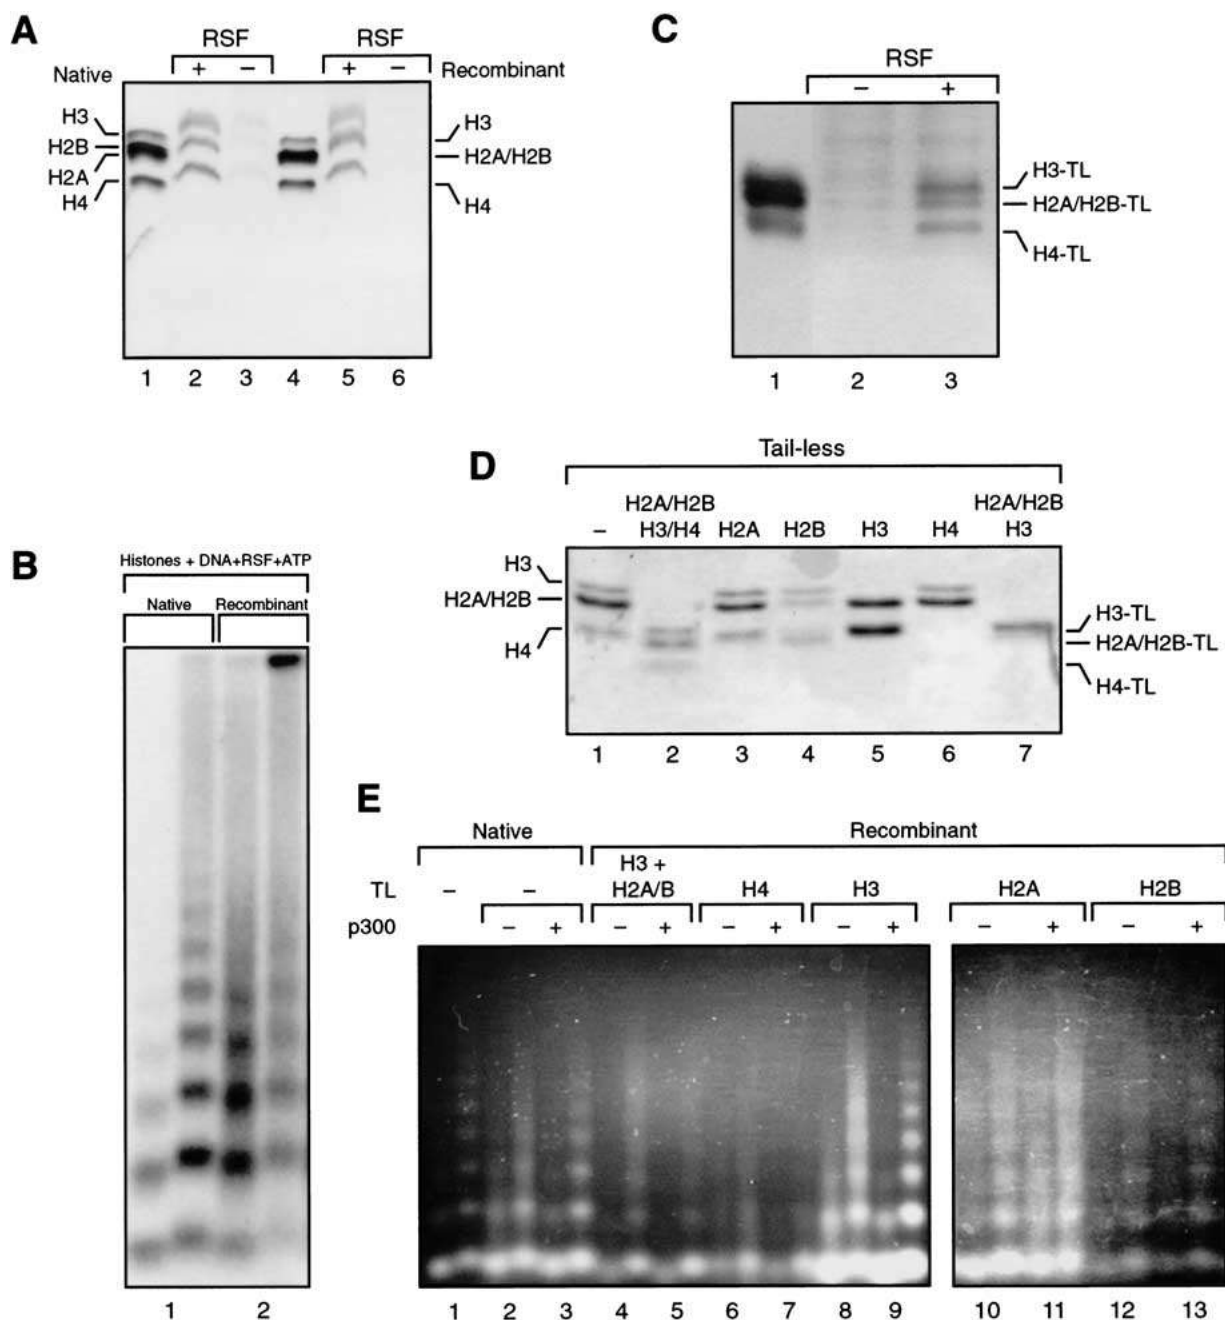 A
RSF RSF
Native + − + − Recombinant
H3
H2B
H2A
H4
H3
H2A/H2B
H4
1 2 3 4 5 6
C
RSF
− +
H3-TL
H2A/H2B-TL
H4-TL
1 2 3
D
Tail-less
H2A/H2B H2A/H2B
− H3/H4 H2A H2B H3 H4 H3
H3
H2A/H2B
H4
H3-TL
H2A/H2B-TL
H4-TL
1 2 3 4 5 6 7
B
Histones + DNA+RSF+ATP
Native Recombinant
1 2
E
Native Recombinant
H3 +
TL − − H2A/B H4 H3 H2A H2B
p300 − + − + − + − + − + − +
1 2 3 4 5 6 7 8 9 10 11 12 13